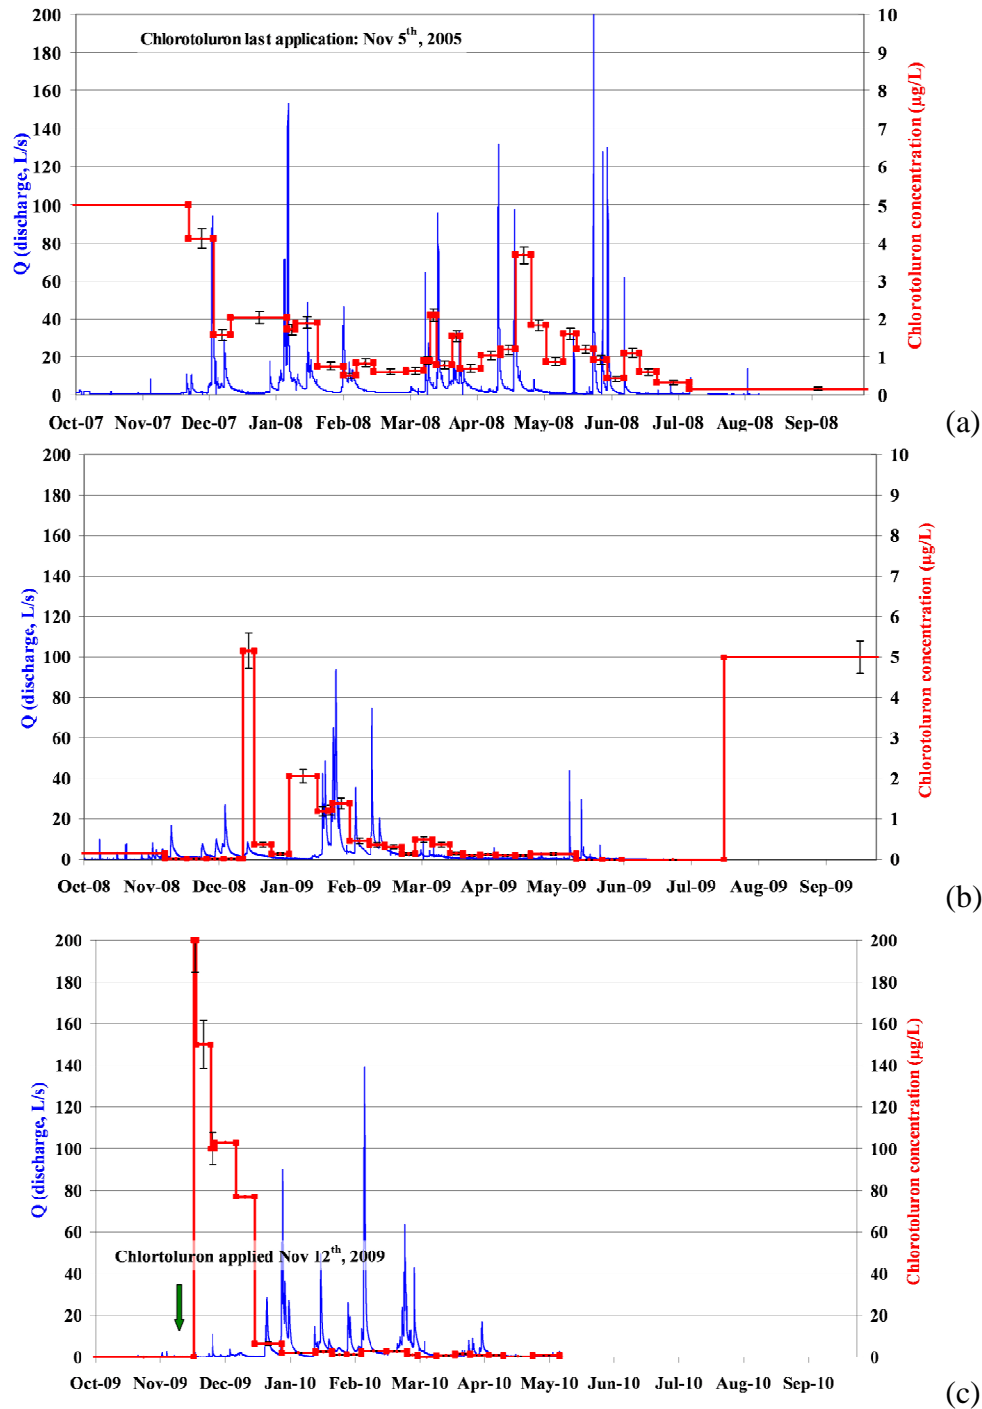 Chlorotoluron last application: Nov 5th, 2005
Q (discharge, L/s)
Chlorotoluron concentration (µg/L)
200 180 160 140 120 100 80 60 40 20 0
10 9 8 7 6 5 4 3 2 1 0
Oct-07 Nov-07 Dec-07 Jan-08 Feb-08 Mar-08 Apr-08 May-08 Jun-08 Jul-08 Aug-08 Sep-08
(a)
Q (discharge, L/s)
Chlorotoluron concentration (µg/L)
200 180 160 140 120 100 80 60 40 20 0
10 9 8 7 6 5 4 3 2 1 0
Oct-08 Nov-08 Dec-08 Jan-09 Feb-09 Mar-09 Apr-09 May-09 Jun-09 Jul-09 Aug-09 Sep-09
(b)
Q (discharge, L/s)
Chlorotoluron concentration (µg/L)
200 180 160 140 120 100 80 60 40 20 0
200 180 160 140 120 100 80 60 40 20 0
Chlortoluron applied Nov 12th, 2009
Oct-09 Nov-09 Dec-09 Jan-10 Feb-10 Mar-10 Apr-10 May-10 Jun-10 Jul-10 Aug-10 Sep-10
(c)